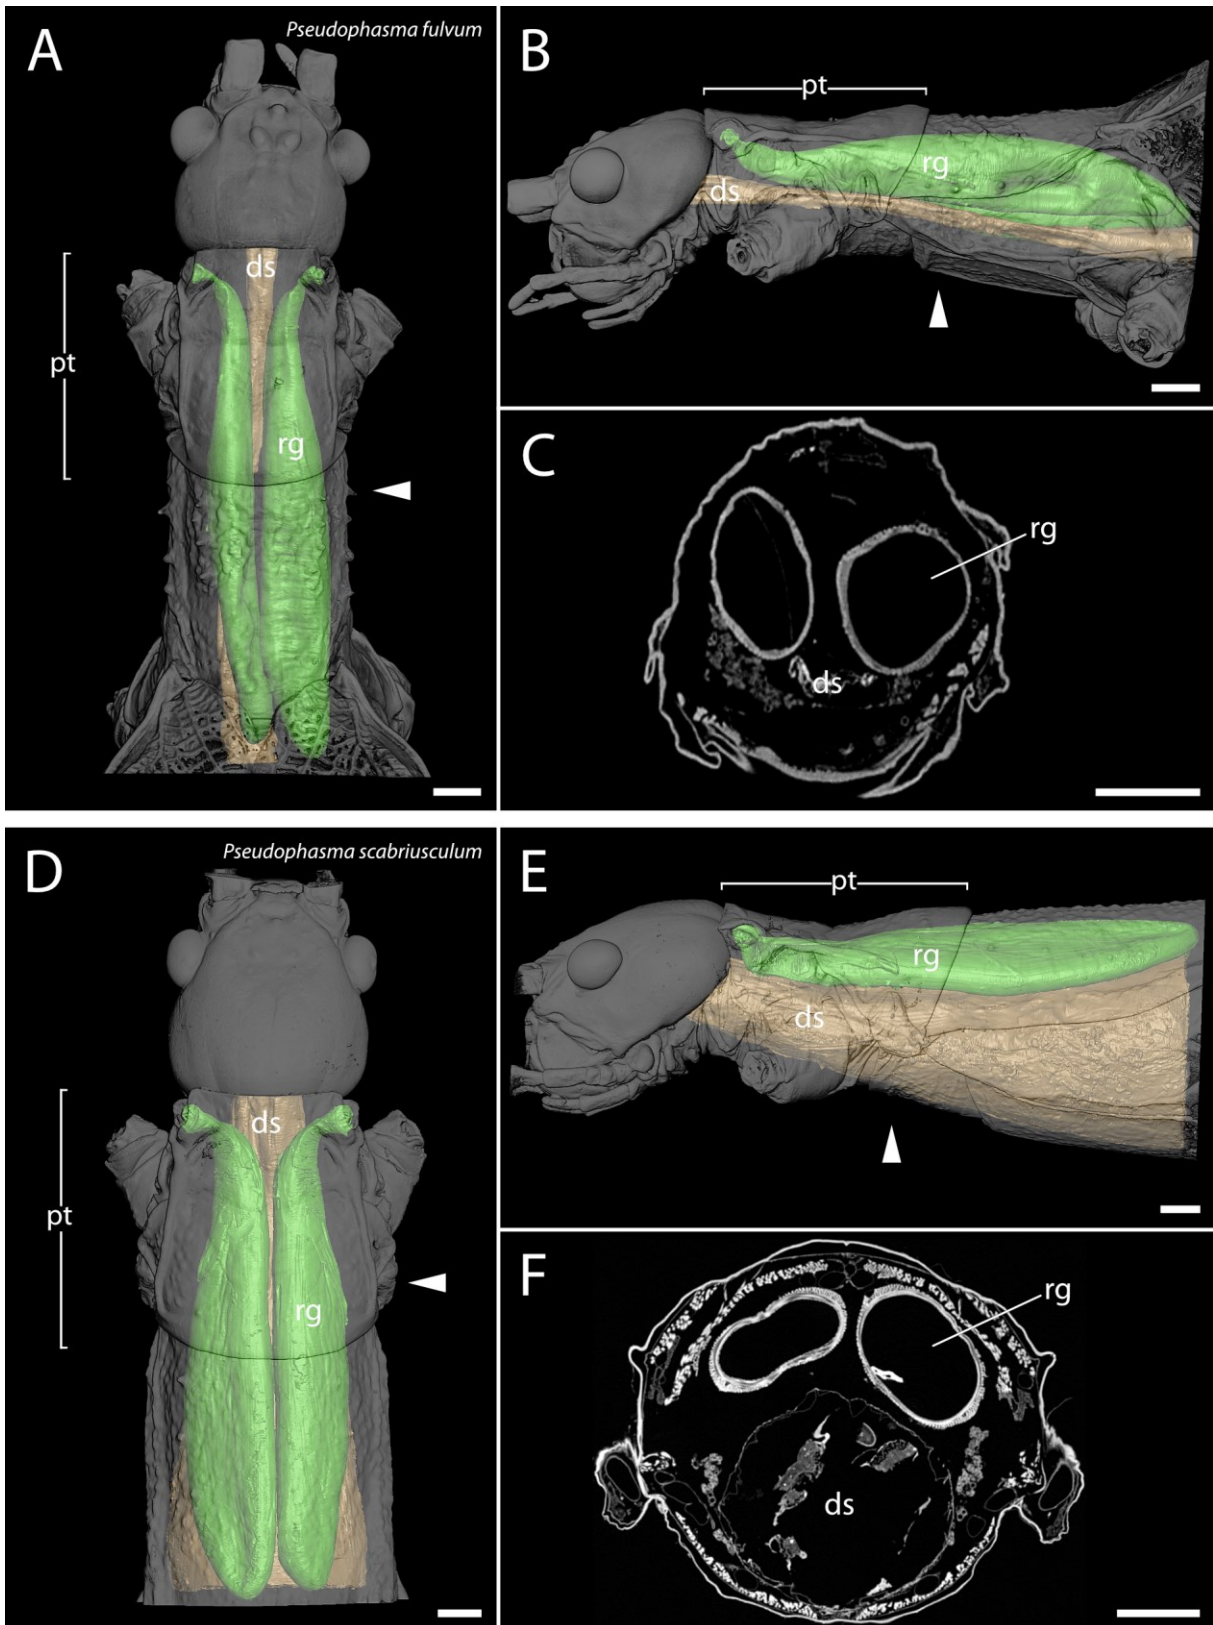 A
Pseudophasma fulvum
ds
pt
rg
B
pt
rg
ds
C
rg
ds
D
Pseudophasma scabriusculum
ds
pt
rg
E
pt
rg
ds
F
rg
ds